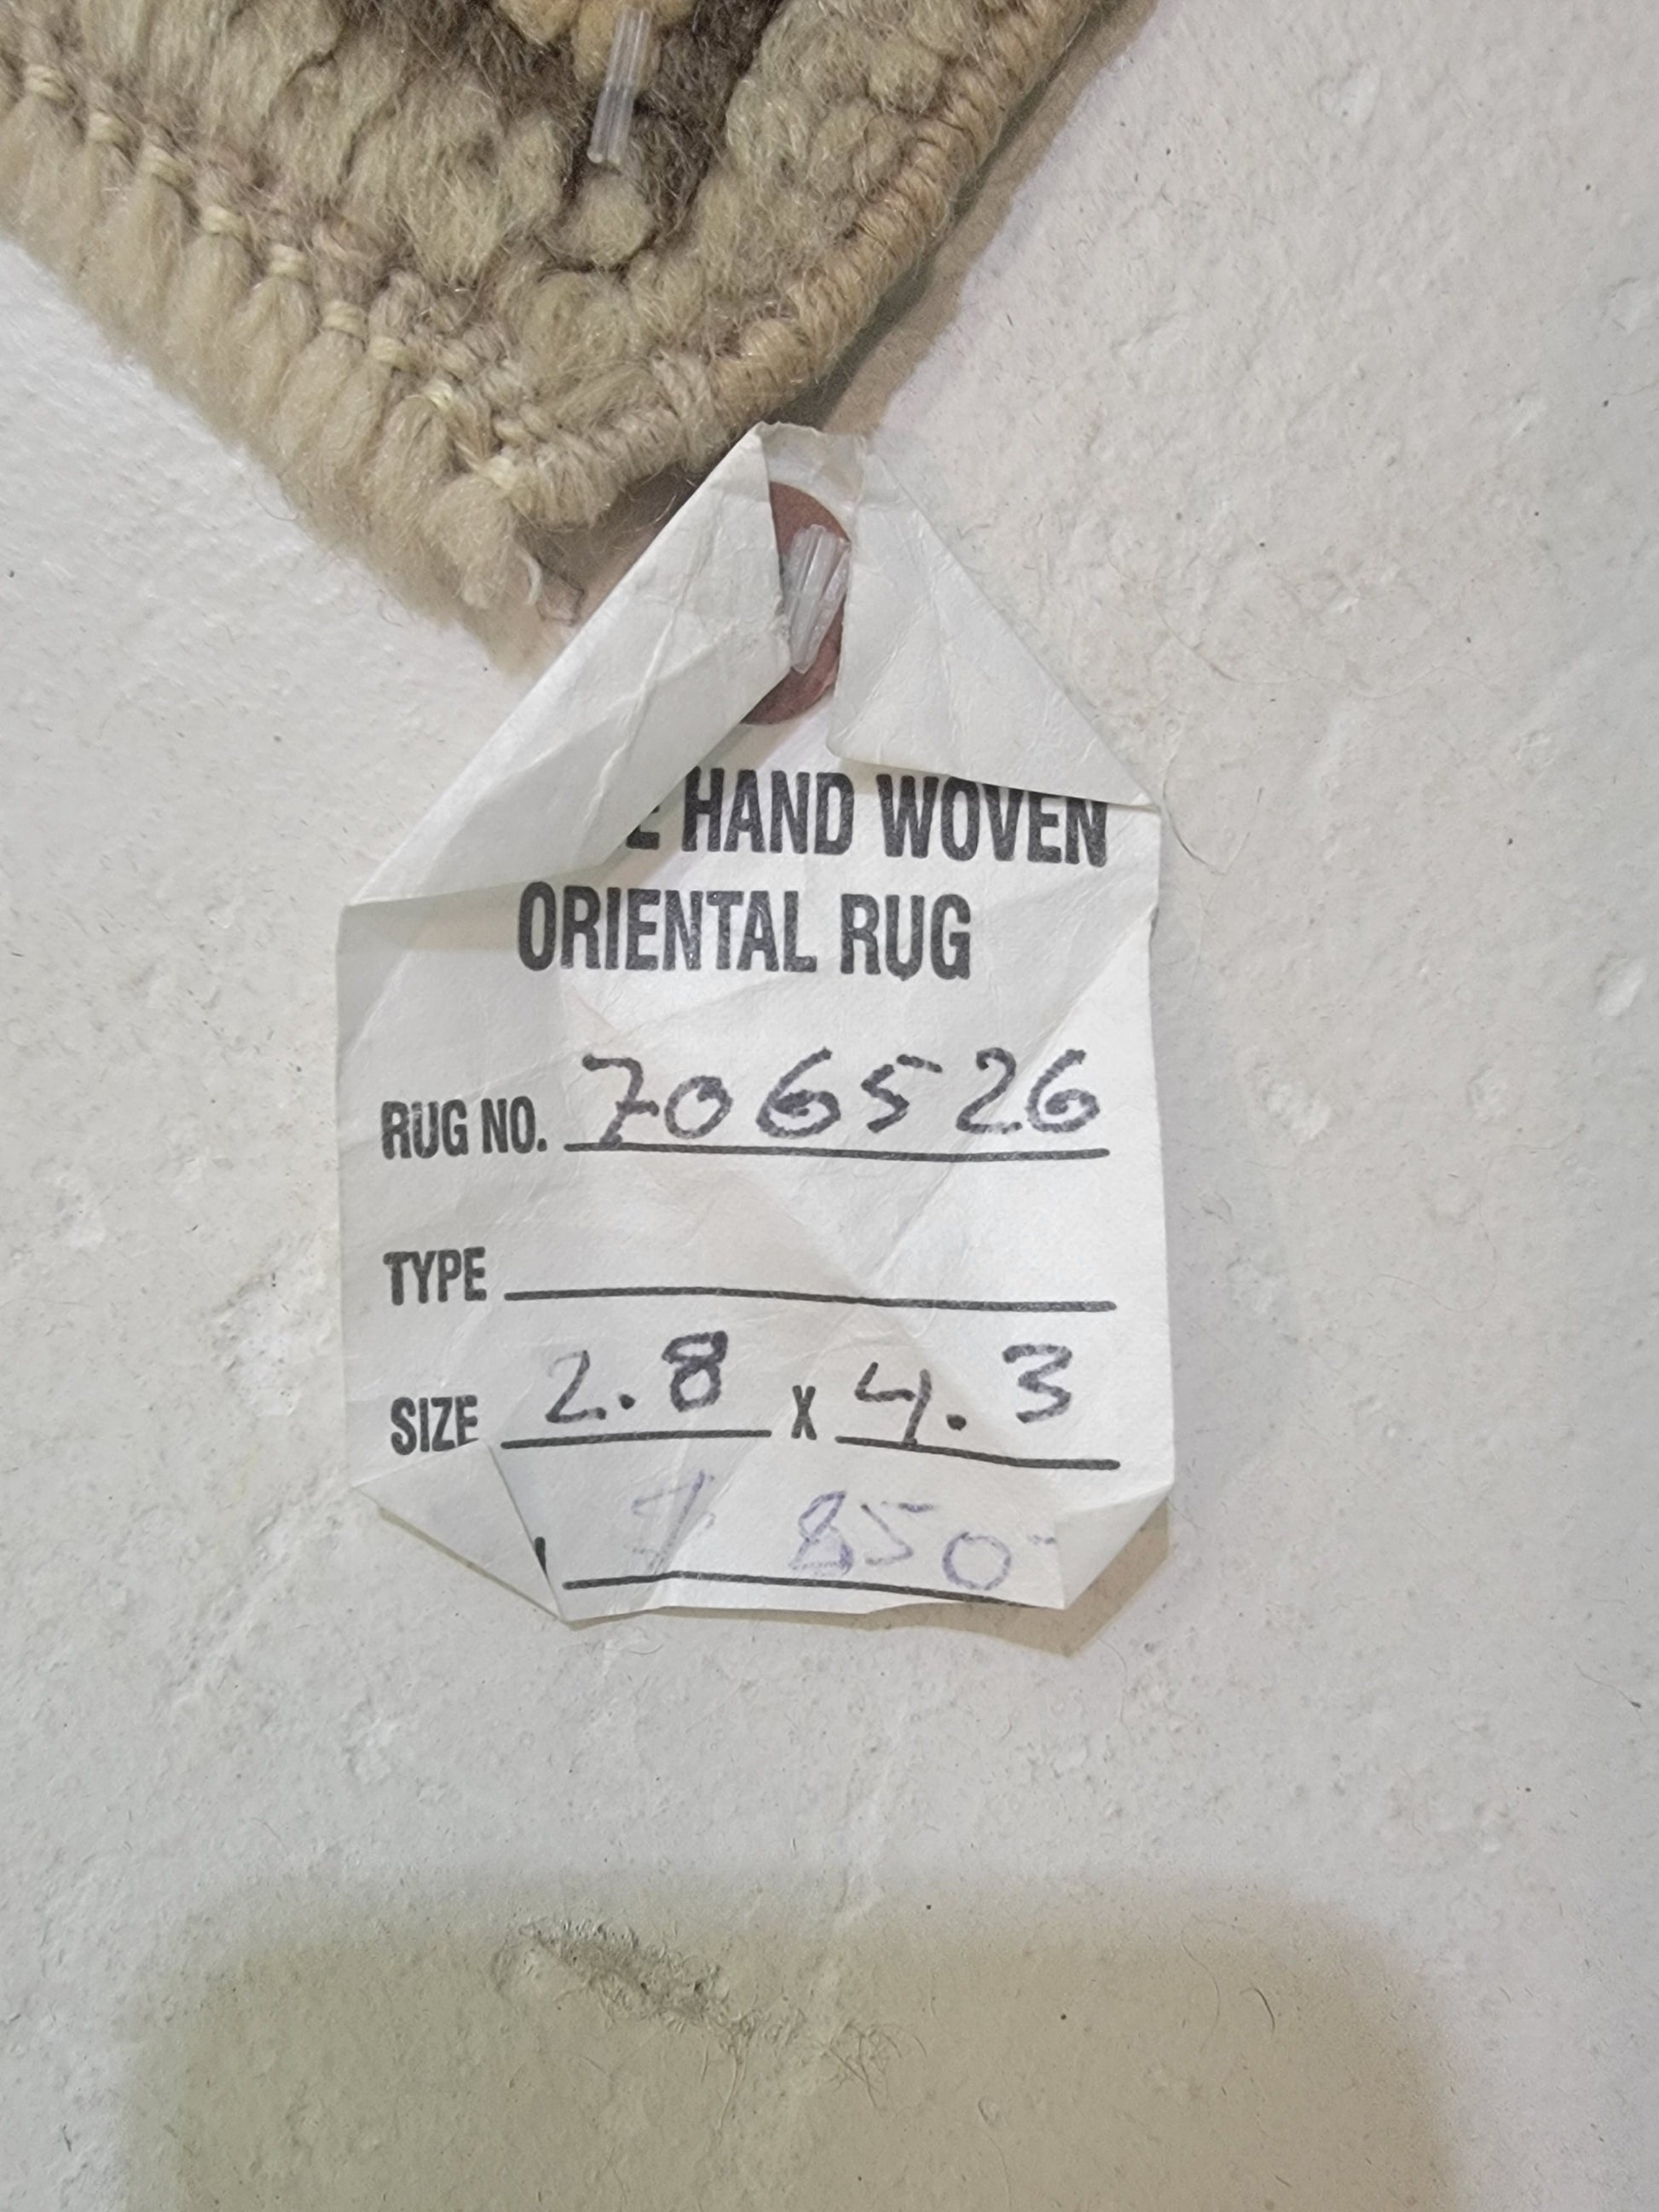 E HAND WOVEN
ORIENTAL RUG
RUG NO. 706526
TYPE
SIZE 2.8 X 4.3
$ 850